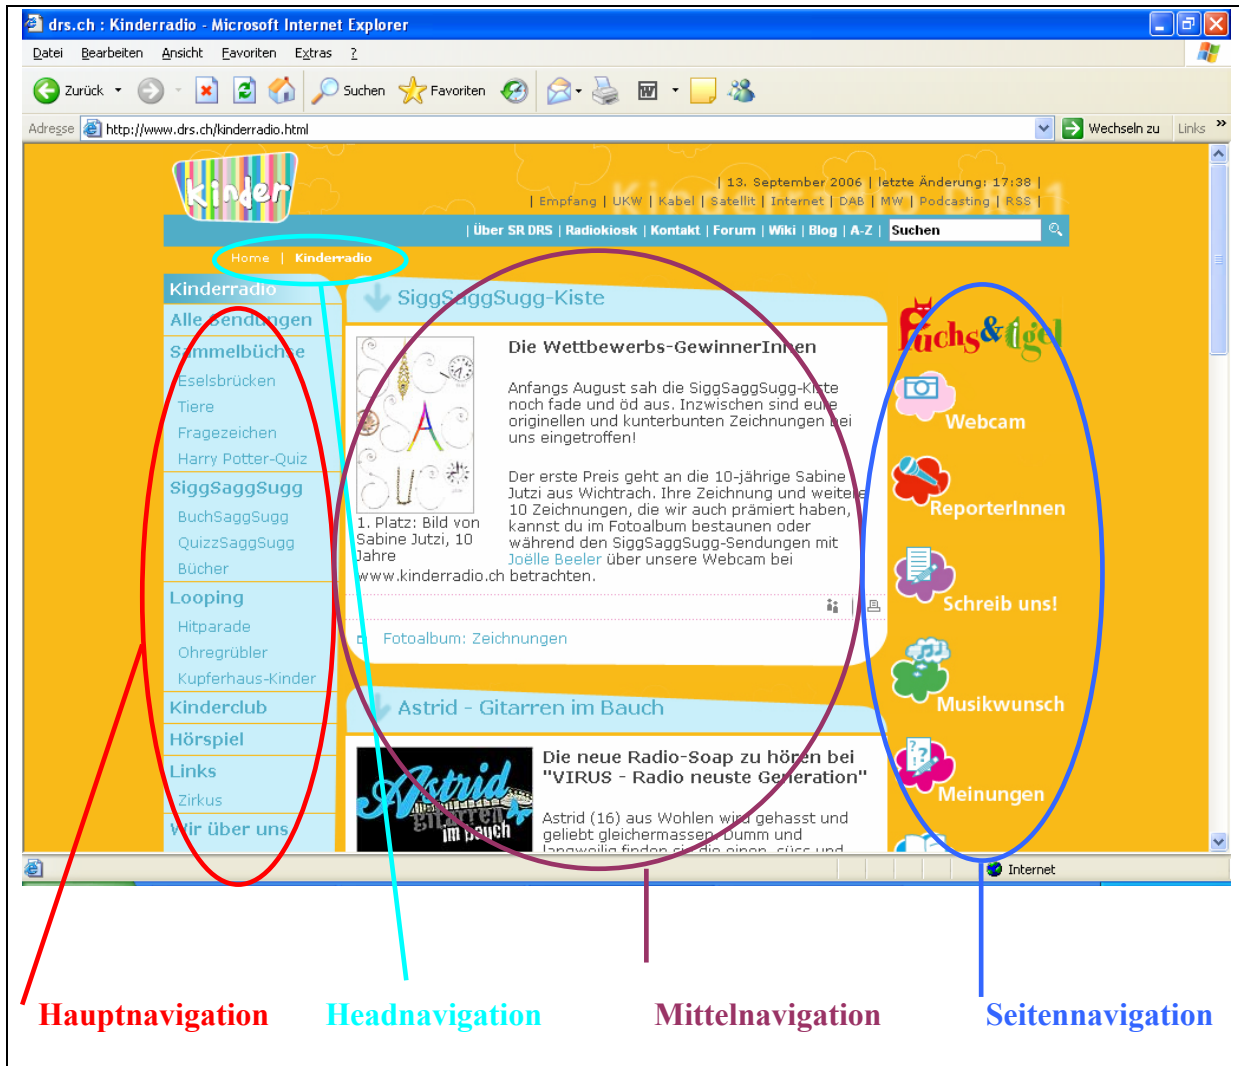 drs.ch : Kinderradio - Microsoft Internet Explorer
Datei Bearbeiten Ansicht Favoriten Extras ?
Zurück Suchen Favoriten
Adresse http://www.drs.ch/kinderradio.html Wechseln zu Links »
kinder
Kinderradio DRS1
| 13. September 2006 | letzte Änderung: 17:38 |
| Empfang | UKW | Kabel | Satellit | Internet | DAB | MW | Podcasting | RSS |
| Über SR DRS | Radiokiosk | Kontakt | Forum | Wiki | Blog | A-Z | Suchen
Home | Kinderradio
Kinderradio
Alle Sendungen
Sammelbüchse
Eselsbrücken
Tiere
Fragezeichen
Harry Potter-Quiz
SiggSaggSugg
BuchSaggSugg
QuizzSaggSugg
Bücher
Looping
Hitparade
Ohregrübler
Kupferhaus-Kinder
Kinderclub
Hörspiel
Links
Zirkus
Wir über uns
SiggSaggSugg-Kiste
Die Wettbewerbs-GewinnerInnen
Anfangs August sah die SiggSaggSugg-Kiste
noch fade und öd aus. Inzwischen sind eure
originellen und kunterbunten Zeichnungen bei
uns eingetroffen!
Der erste Preis geht an die 10-jährige Sabine
Jutzi aus Wichtrach. Ihre Zeichnung und weitere
10 Zeichnungen, die wir auch prämiert haben,
kannst du im Fotoalbum bestaunen oder
während den SiggSaggSugg-Sendungen mit
Joëlle Beeler über unsere Webcam bei
www.kinderradio.ch betrachten.
1. Platz: Bild von
Sabine Jutzi, 10
Jahre
Fotoalbum: Zeichnungen
Astrid - Gitarren im Bauch
Astrid
gitarren
im bauch
Die neue Radio-Soap zu hören bei
"VIRUS - Radio neuste Generation"
Astrid (16) aus Wohlen wird gehasst und
geliebt gleichermassen. Dumm und
langweilig finden sie die einen, süss und
fuchs & tigel
Webcam
ReporterInnen
Schreib uns!
Musikwunsch
Meinungen
Internet
Hauptnavigation Headnavigation Mittelnavigation Seitennavigation